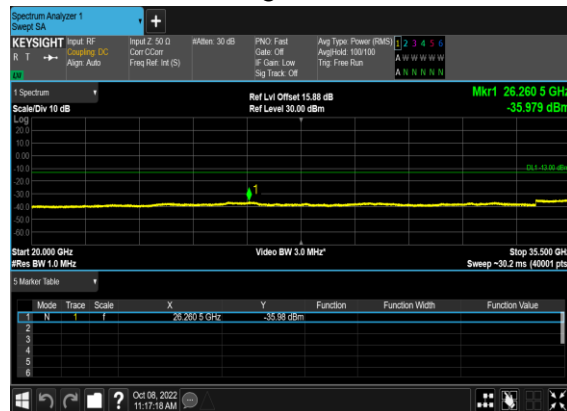 Spectrum Analyzer 1
Swept SA
+
KEYSIGHT Input: RF Input Z: 50 Ω #Atten: 30 dB PNO: Fast Avg Type: Power (RMS) 1 2 3 4 5 6
R T Coupling: DC Corr CCorr Gate: Off Avg|Hold: 100/100 A W W W W W
Align: Auto Freq Ref: Int (S) IF Gain: Low Trig: Free Run
Sig Track: Off A N N N N N
1 Spectrum Ref Lvl Offset 15.88 dB Mkr1 26.260 5 GHz
Scale/Div 10 dB Ref Level 30.00 dBm -35.979 dBm
Log
20.0
10.0
0.00
-10.0 DL1 -13.00 dBm
-20.0
-30.0 1
-40.0
-50.0
-60.0
Start 20.000 GHz Video BW 3.0 MHz* Stop 35.500 GHz
#Res BW 1.0 MHz Sweep ~30.2 ms (40001 pts)
5 Marker Table
Mode Trace Scale X Y Function Function Width Function Value
1 N 1 f 26.260 5 GHz -35.98 dBm
2
3
4
5
6
? Oct 08, 2022
11:17:18 AM